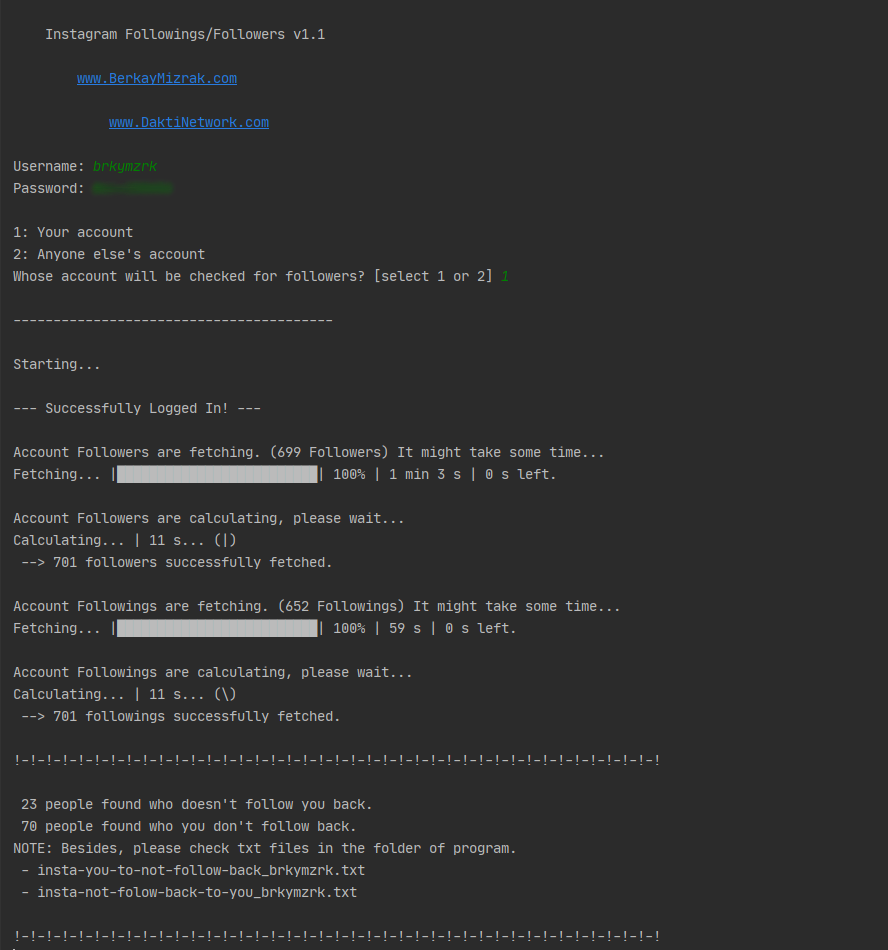 Instagram Followings/Followers v1.1
www.BerkayMizrak.com
www.DaktiNetwork.com
Username: brkymzrk
Password:
1: Your account
2: Anyone else's account
Whose account will be checked for followers? [select 1 or 2] 1
----------------------------------------
Starting...
--- Successfully Logged In! ---
Account Followers are fetching. (699 Followers) It might take some time...
Fetching... |█████████████████████████| 100% | 1 min 3 s | 0 s left.
Account Followers are calculating, please wait...
Calculating... | 11 s... (|)
--> 701 followers successfully fetched.
Account Followings are fetching. (652 Followings) It might take some time...
Fetching... |█████████████████████████| 100% | 59 s | 0 s left.
Account Followings are calculating, please wait...
Calculating... | 11 s... (\)
--> 701 followings successfully fetched.
!-!-!-!-!-!-!-!-!-!-!-!-!-!-!-!-!-!-!-!-!-!-!-!-!-!-!-!-!-!-!-!-!-!-!-!-!-!-!-!-!
23 people found who doesn't follow you back.
70 people found who you don't follow back.
NOTE: Besides, please check txt files in the folder of program.
- insta-you-to-not-follow-back_brkymzrk.txt
- insta-not-folow-back-to-you_brkymzrk.txt
!-!-!-!-!-!-!-!-!-!-!-!-!-!-!-!-!-!-!-!-!-!-!-!-!-!-!-!-!-!-!-!-!-!-!-!-!-!-!-!-!